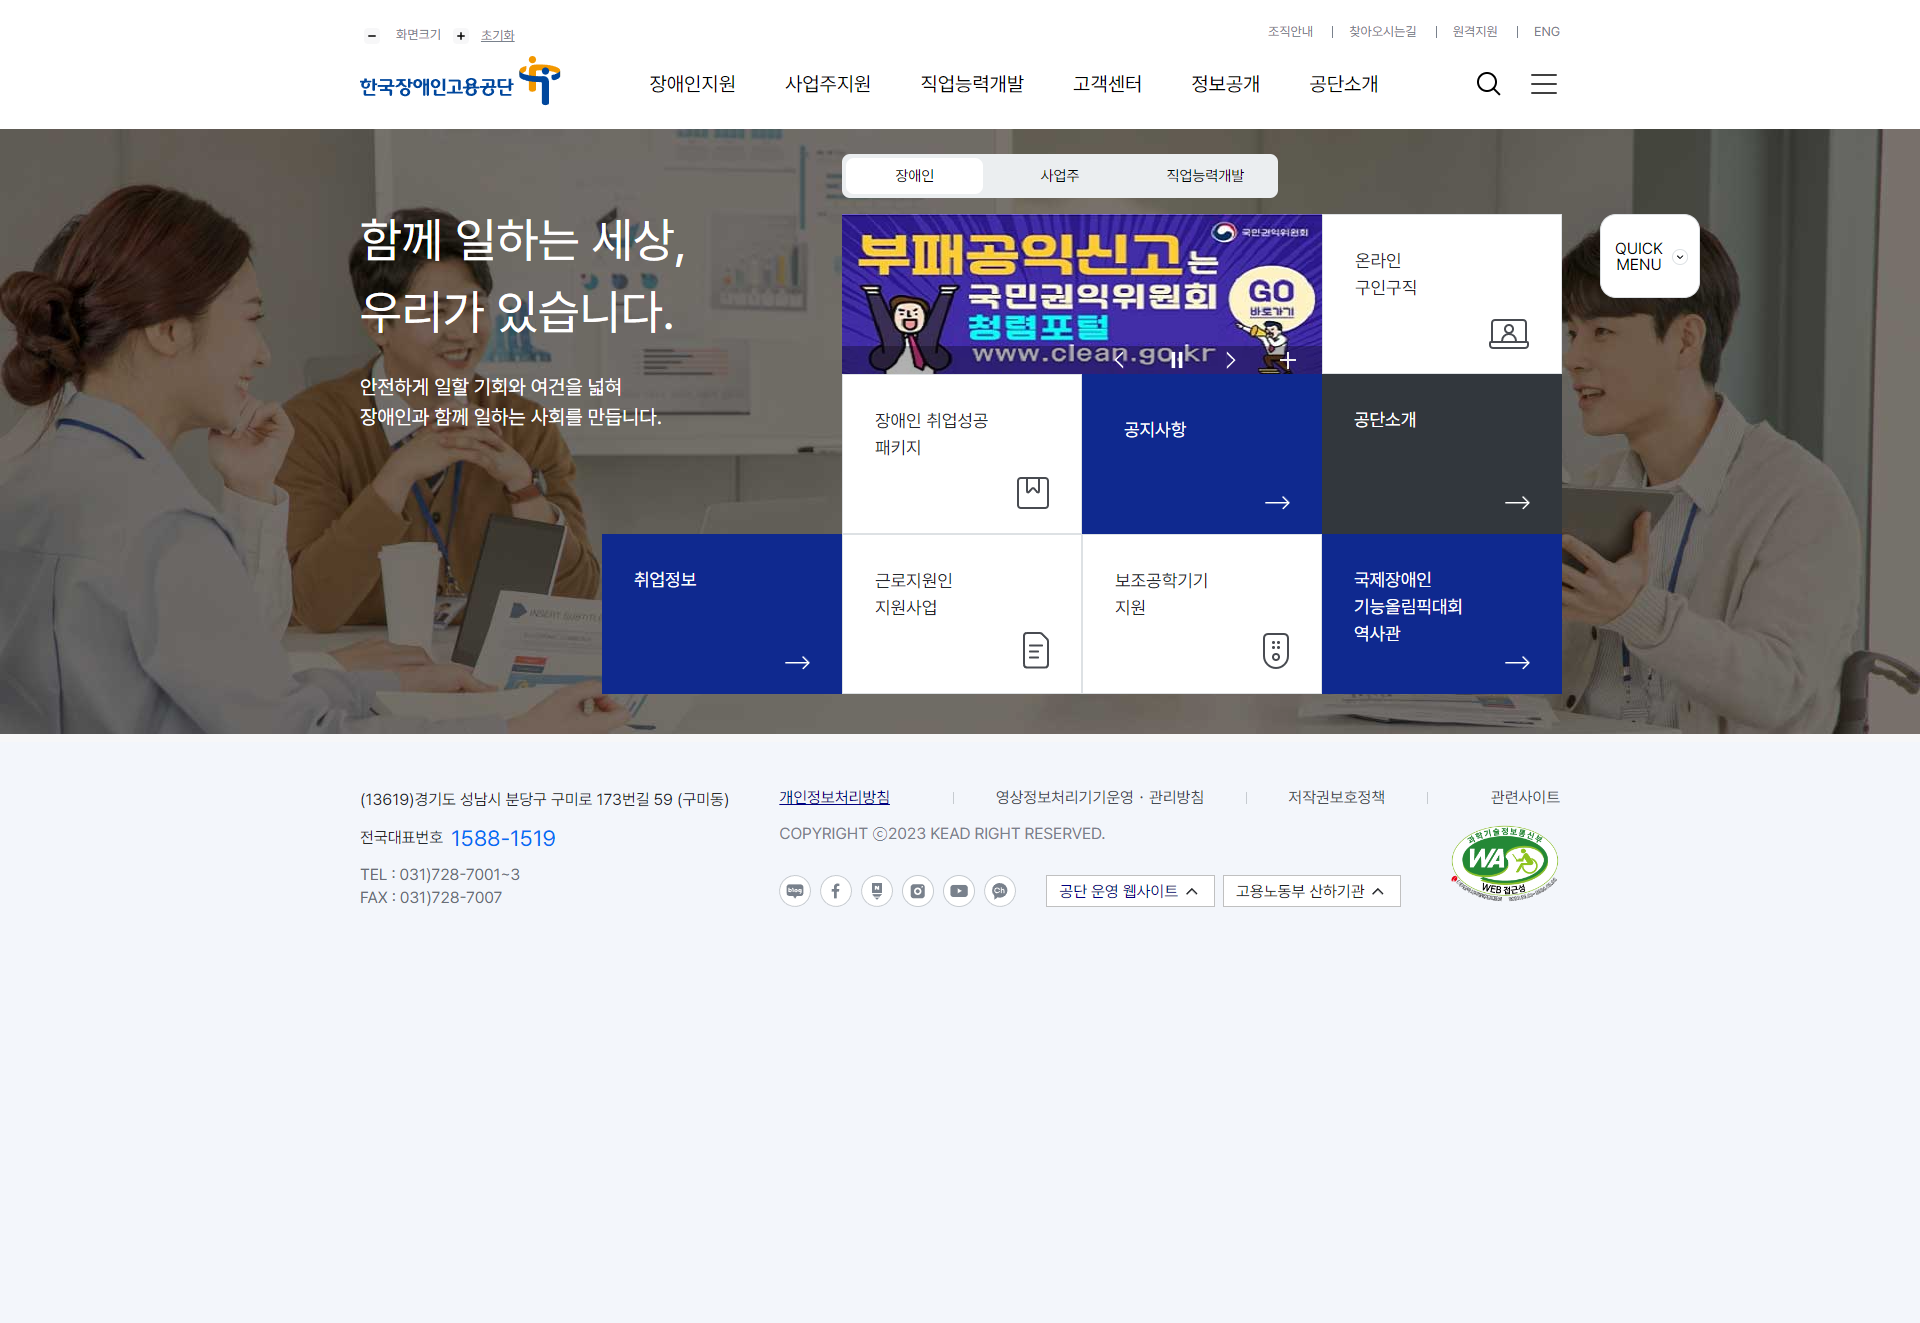 화면크기
초기화
조직안내
찾아오시는길
원격지원
ENG
한국장애인고용공단
장애인지원
사업주지원
직업능력개발
고객센터
정보공개
공단소개
장애인
사업주
직업능력개발
함께 일하는 세상,
우리가 있습니다.
안전하게 일할 기회와 여건을 넓혀
장애인과 함께 일하는 사회를 만듭니다.
국민권익위원회
부패공익신고는
국민권익위원회
청렴포털
www.clean.go.kr
GO
바로가기
온라인
구인구직
QUICK
MENU
장애인 취업성공
패키지
공지사항
공단소개
취업정보
근로지원인
지원사업
보조공학기기
지원
국제장애인
기능올림픽대회
역사관
INSERT SUBTITLE
(13619)경기도 성남시 분당구 구미로 173번길 59 (구미동)
전국대표번호 1588-1519
TEL : 031)728-7001~3
FAX : 031)728-7007
개인정보처리방침
영상정보처리기기운영 · 관리방침
저작권보호정책
관련사이트
COPYRIGHT ⓒ2023 KEAD RIGHT RESERVED.
blog
N
Ch
공단 운영 웹사이트
고용노동부 산하기관
과학기술정보통신부
WA
WEB 접근성